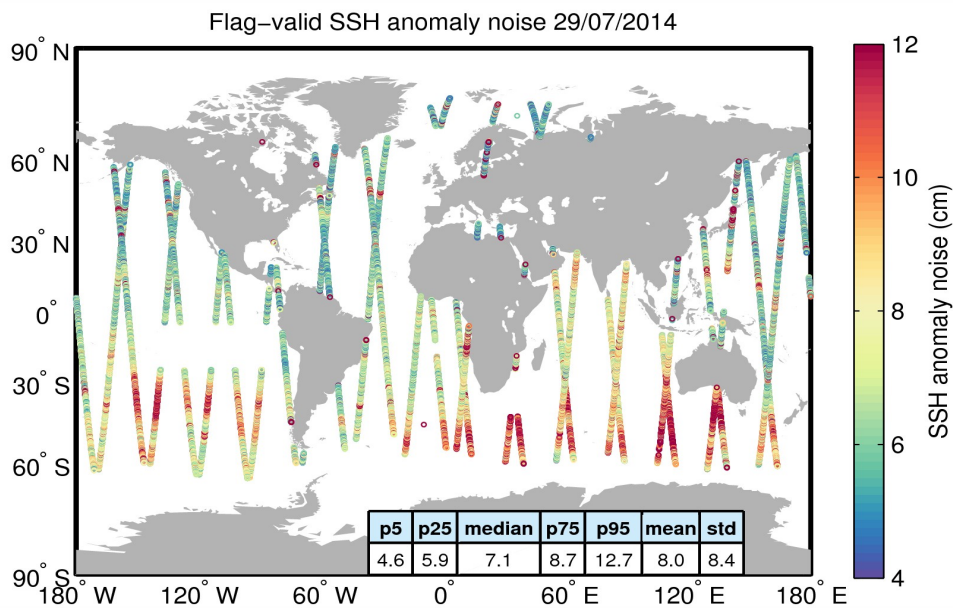 Flag−valid SSH anomaly noise 29/07/2014
90° N
60° N
30° N
0°
30° S
60° S
90° S
180° W 120° W 60° W 0° 60° E 120° E 180° E
p5 p25 median p75 p95 mean std
4.6 5.9 7.1 8.7 12.7 8.0 8.4
12
10
8
6
4
SSH anomaly noise (cm)